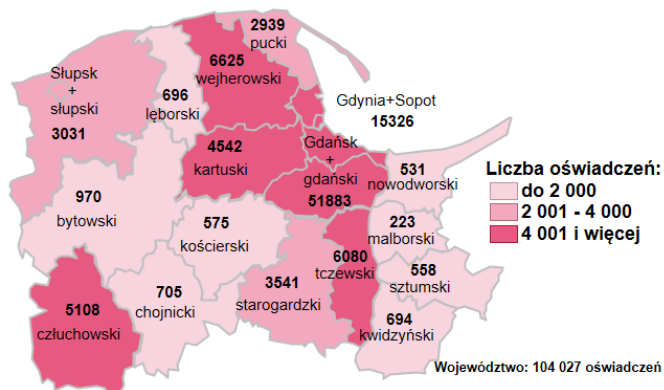 2939
pucki
6625
wejherowski
Słupsk
+
słupski
3031
696
lęborski
Gdynia+Sopot
15326
4542
kartuski
Gdańsk
+
gdański
51883
531
nowodworski
Liczba oświadczeń:
do 2 000
2 001 - 4 000
4 001 i więcej
970
bytowski
575
kościerski
223
malborski
6080
tczewski
558
sztumski
3541
starogardzki
705
chojnicki
5108
człuchowski
694
kwidzyński
Województwo: 104 027 oświadczeń